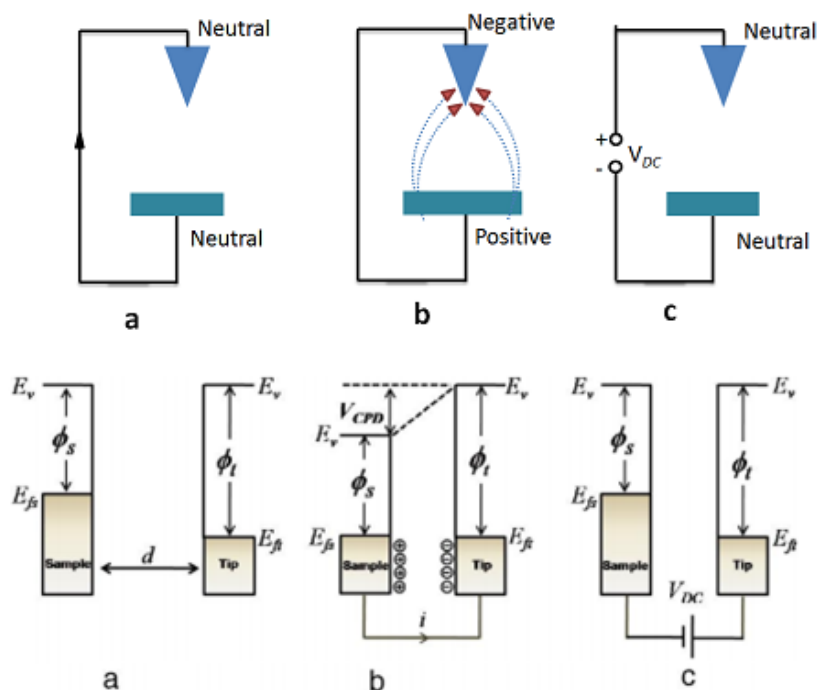 Neutral
Neutral
a
Negative
Positive
b
Neutral
+
-
V_DC
Neutral
c
E_v
ϕ_s
E_fs
Sample
d
E_v
ϕ_t
E_ft
Tip
a
V_CPD
E_v
ϕ_s
E_fs
Sample
⊕
⊕
⊕
⊕
i
E_v
ϕ_t
E_ft
⊖
⊖
⊖
⊖
Tip
b
E_v
ϕ_s
E_fs
Sample
V_DC
E_v
ϕ_t
E_ft
Tip
c